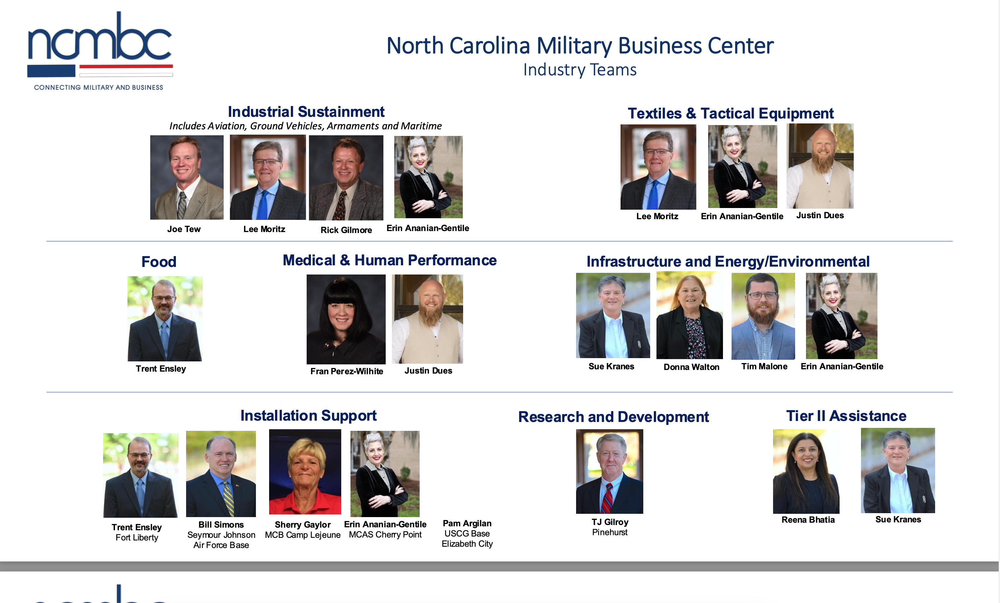 ncmbc
CONNECTING MILITARY AND BUSINESS
North Carolina Military Business Center
Industry Teams
Industrial Sustainment
Includes Aviation, Ground Vehicles, Armaments and Maritime
Joe Tew
Lee Moritz
Rick Gilmore
Erin Ananian-Gentile
Textiles & Tactical Equipment
Lee Moritz
Erin Ananian-Gentile
Justin Dues
Food
Trent Ensley
Medical & Human Performance
Fran Perez-Wilhite
Justin Dues
Infrastructure and Energy/Environmental
Sue Kranes
Donna Walton
Tim Malone
Erin Ananian-Gentile
Installation Support
Trent Ensley
Fort Liberty
Bill Simons
Seymour Johnson
Air Force Base
Sherry Gaylor
MCB Camp Lejeune
Erin Ananian-Gentile
MCAS Cherry Point
Pam Argilan
USCG Base
Elizabeth City
Research and Development
TJ Gilroy
Pinehurst
Tier II Assistance
Reena Bhatia
Sue Kranes